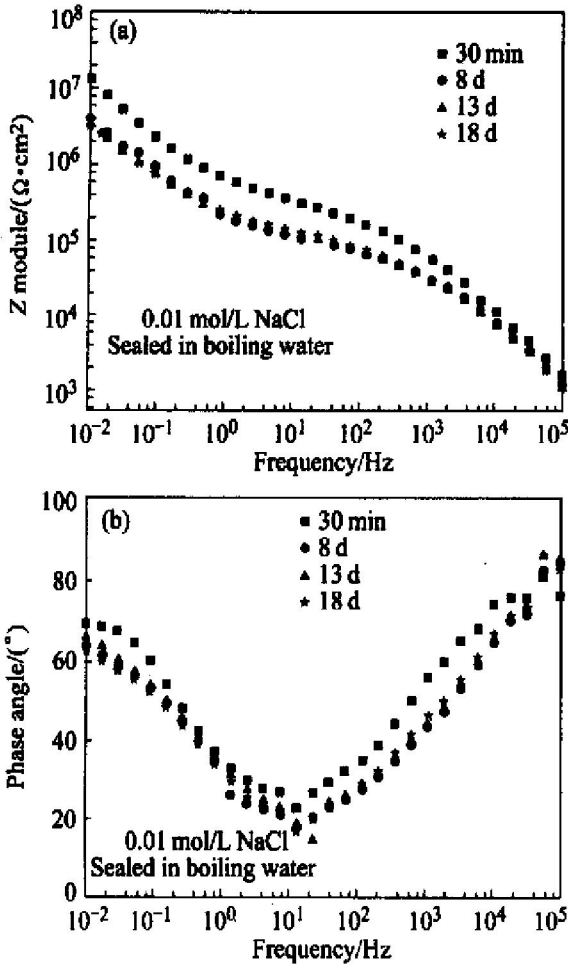 (a)
30 min
8 d
13 d
18 d
10^8
10^7
10^6
10^5
10^4
10^3
Z module/(Ω•cm2)
0.01 mol/L NaCl
Sealed in boiling water
10^-2 10^-1 10^0 10^1 10^2 10^3 10^4 10^5
Frequency/Hz
(b)
30 min
8 d
13 d
18 d
100
80
60
40
20
0
Phase angle/(°)
0.01 mol/L NaCl
Sealed in boiling water
10^-2 10^-1 10^0 10^1 10^2 10^3 10^4 10^5
Frequency/Hz